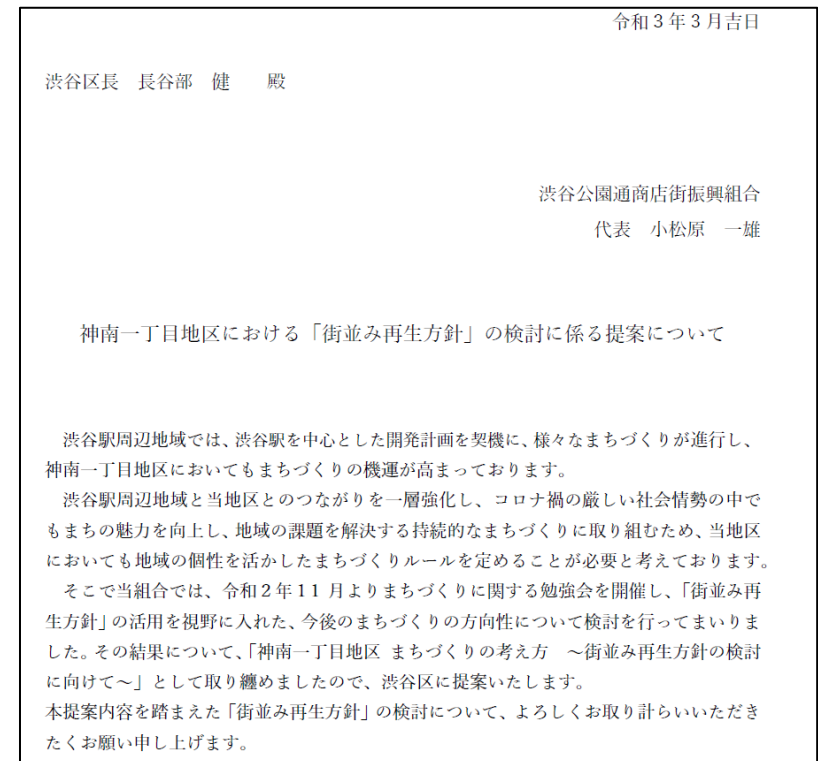 令和３年３月吉日
渋谷区長　長谷部　健　　殿
渋谷公園通商店街振興組合
代表　小松原　一雄
神南一丁目地区における「街並み再生方針」の検討に係る提案について
　渋谷駅周辺地域では、渋谷駅を中心とした開発計画を契機に、様々なまちづくりが進行し、
神南一丁目地区においてもまちづくりの機運が高まっております。
　渋谷駅周辺地域と当地区とのつながりを一層強化し、コロナ禍の厳しい社会情勢の中で
もまちの魅力を向上し、地域の課題を解決する持続的なまちづくりに取り組むため、当地区
においても地域の個性を活かしたまちづくりルールを定めることが必要と考えております。
　そこで当組合では、令和２年11 月よりまちづくりに関する勉強会を開催し、「街並み再
生方針」の活用を視野に入れた、今後のまちづくりの方向性について検討を行ってまいりま
した。その結果について、「神南一丁目地区 まちづくりの考え方　～街並み再生方針の検討
に向けて～」として取り纏めましたので、渋谷区に提案いたします。
本提案内容を踏まえた「街並み再生方針」の検討について、よろしくお取り計らいいただき
たくお願い申し上げます。